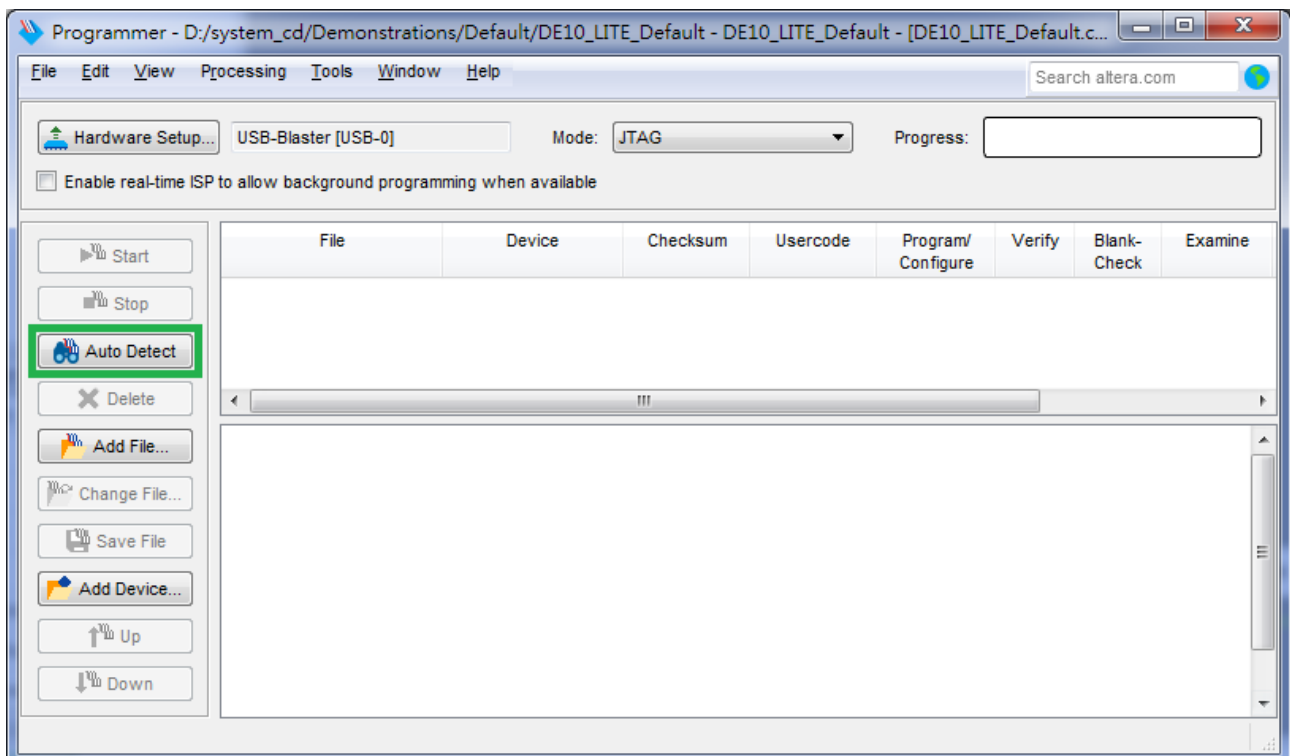 Programmer - D:/system_cd/Demonstrations/Default/DE10_LITE_Default - DE10_LITE_Default - [DE10_LITE_Default.c...
File Edit View Processing Tools Window Help
Search altera.com
Hardware Setup... USB-Blaster [USB-0] Mode: JTAG Progress:
Enable real-time ISP to allow background programming when available
File Device Checksum Usercode Program/ Verify Blank- Examine
Configure Check
Start
Stop
Auto Detect
Delete
Add File...
Change File...
Save File
Add Device...
Up
Down